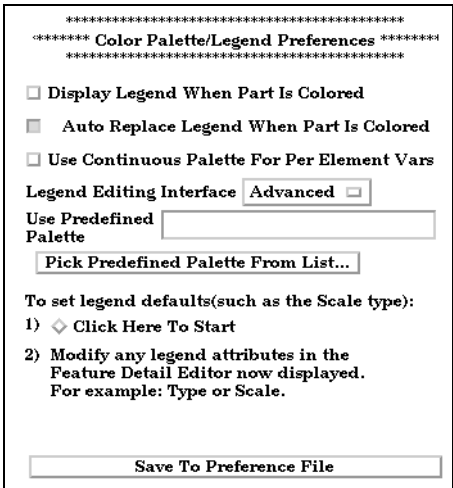 ********************************************
******** Color Palette/Legend Preferences ********
********************************************
Display Legend When Part Is Colored
Auto Replace Legend When Part Is Colored
Use Continuous Palette For Per Element Vars
Legend Editing Interface Advanced
Use Predefined
Palette
Pick Predefined Palette From List...
To set legend defaults(such as the Scale type):
1) Click Here To Start
2) Modify any legend attributes in the
Feature Detail Editor now displayed.
For example: Type or Scale.
Save To Preference File